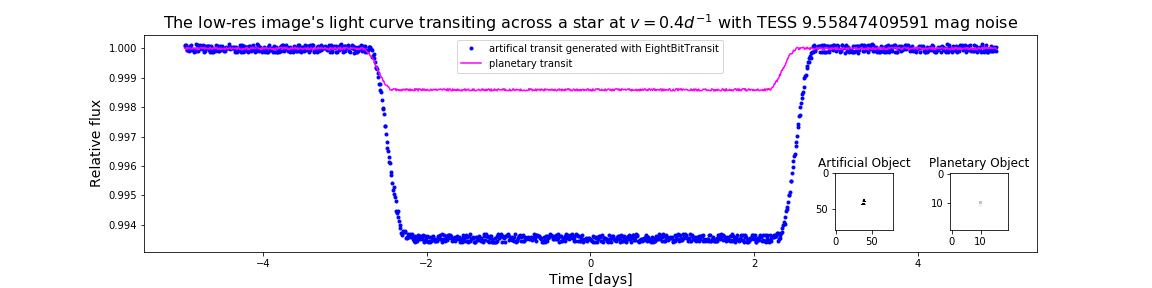 The low-res image's light curve transiting across a star at v = 0.4d⁻¹ with TESS 9.55847409591 mag noise
artifical transit generated with EightBitTransit
planetary transit
Relative flux
1.000
0.999
0.998
0.997
0.996
0.995
0.994
Artificial Object
0
50
0
50
Planetary Object
0
10
0
10
−4
−2
0
2
4
Time [days]